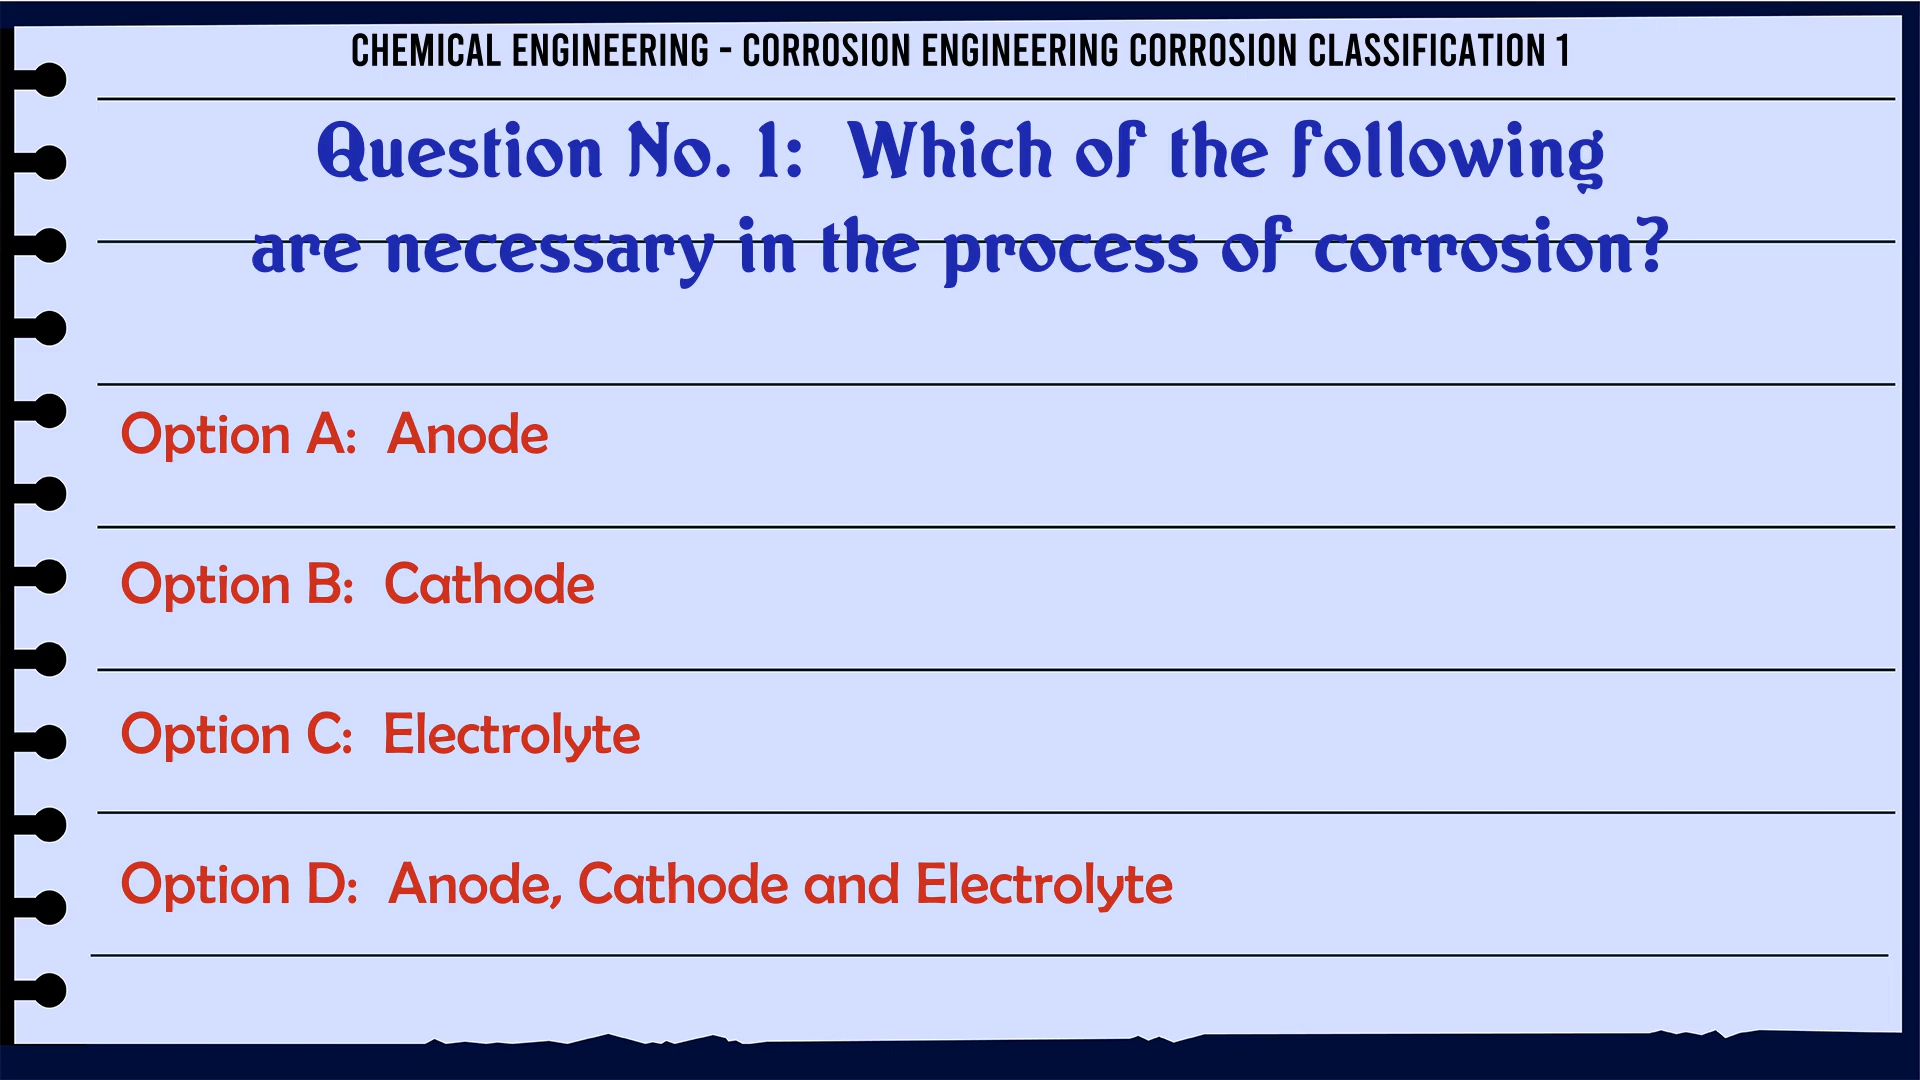 CHEMICAL ENGINEERING - CORROSION ENGINEERING CORROSION CLASSIFICATION 1
Question No. 1: Which of the following
are necessary in the process of corrosion?
Option A: Anode
Option B: Cathode
Option C: Electrolyte
Option D: Anode, Cathode and Electrolyte